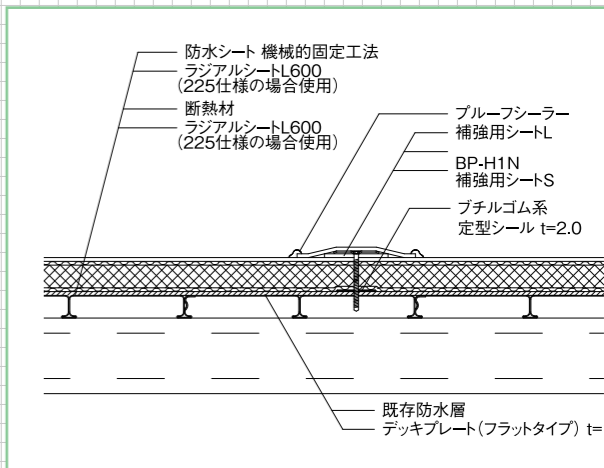 防水シート 機械的固定工法
ラジアルシートL600
(225仕様の場合使用)
断熱材
ラジアルシートL600
(225仕様の場合使用)
プルーフシーラー
補強用シートL
BP-H1N
補強用シートS
ブチルゴム系
定型シール t=2.0
既存防水層
デッキプレート(フラットタイプ) t=